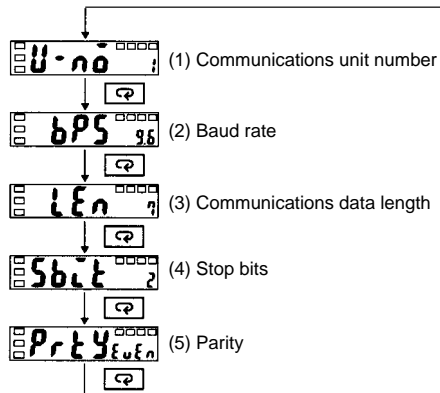 U-no 1 (1) Communications unit number
bPS 9.6 (2) Baud rate
LEn 7 (3) Communications data length
Sbit 2 (4) Stop bits
PrtY EvEn (5) Parity